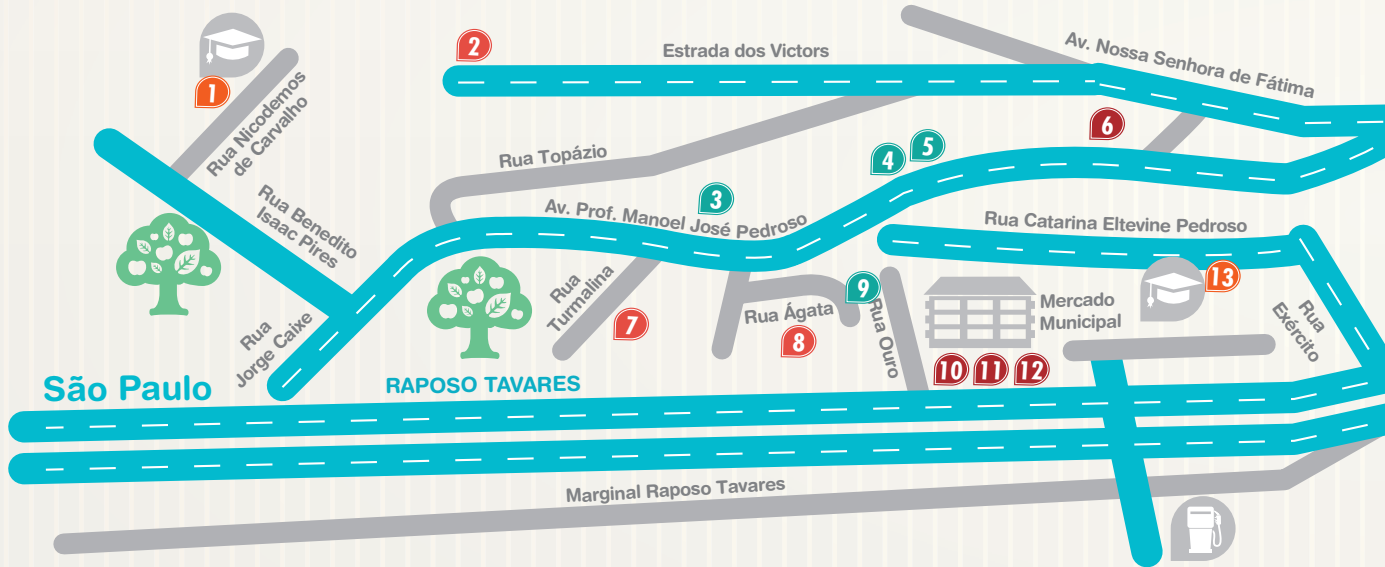 1
Rua Nicodemos
de Carvalho
2
Estrada dos Victors
Av. Nossa Senhora de Fátima
6
Rua Topázio
4
5
3
Av. Prof. Manoel José Pedroso
Rua Benedito
Isaac Pires
Rua Catarina Eltevine Pedroso
Rua
Turmalina
7
Rua Ágata
8
9
Rua Ouro
Mercado
Municipal
13
Rua
Exército
Rua
Jorge Caixe
10
11
12
São Paulo
RAPOSO TAVARES
Marginal Raposo Tavares